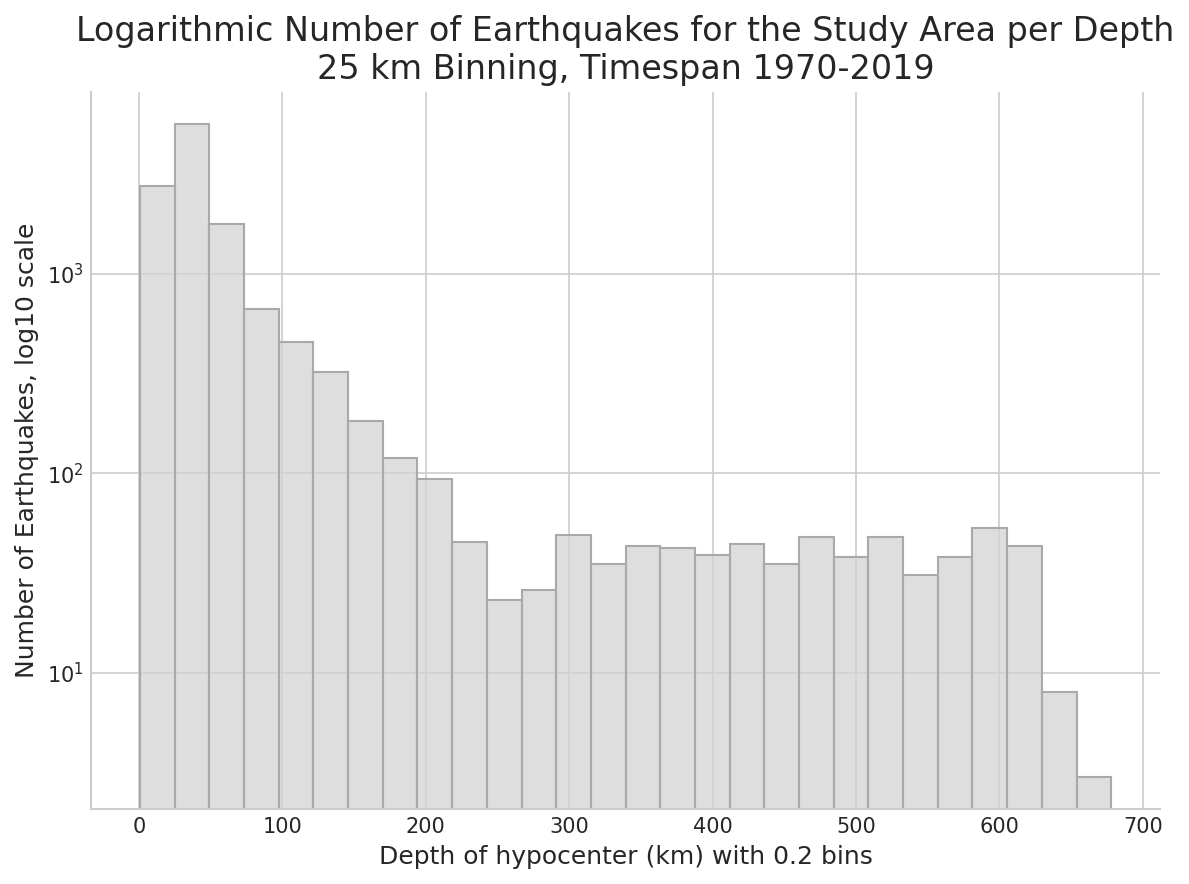 Logarithmic Number of Earthquakes for the Study Area per Depth
25 km Binning, Timespan 1970-2019
Number of Earthquakes, log10 scale
10³
10²
10¹
0 100 200 300 400 500 600 700
Depth of hypocenter (km) with 0.2 bins